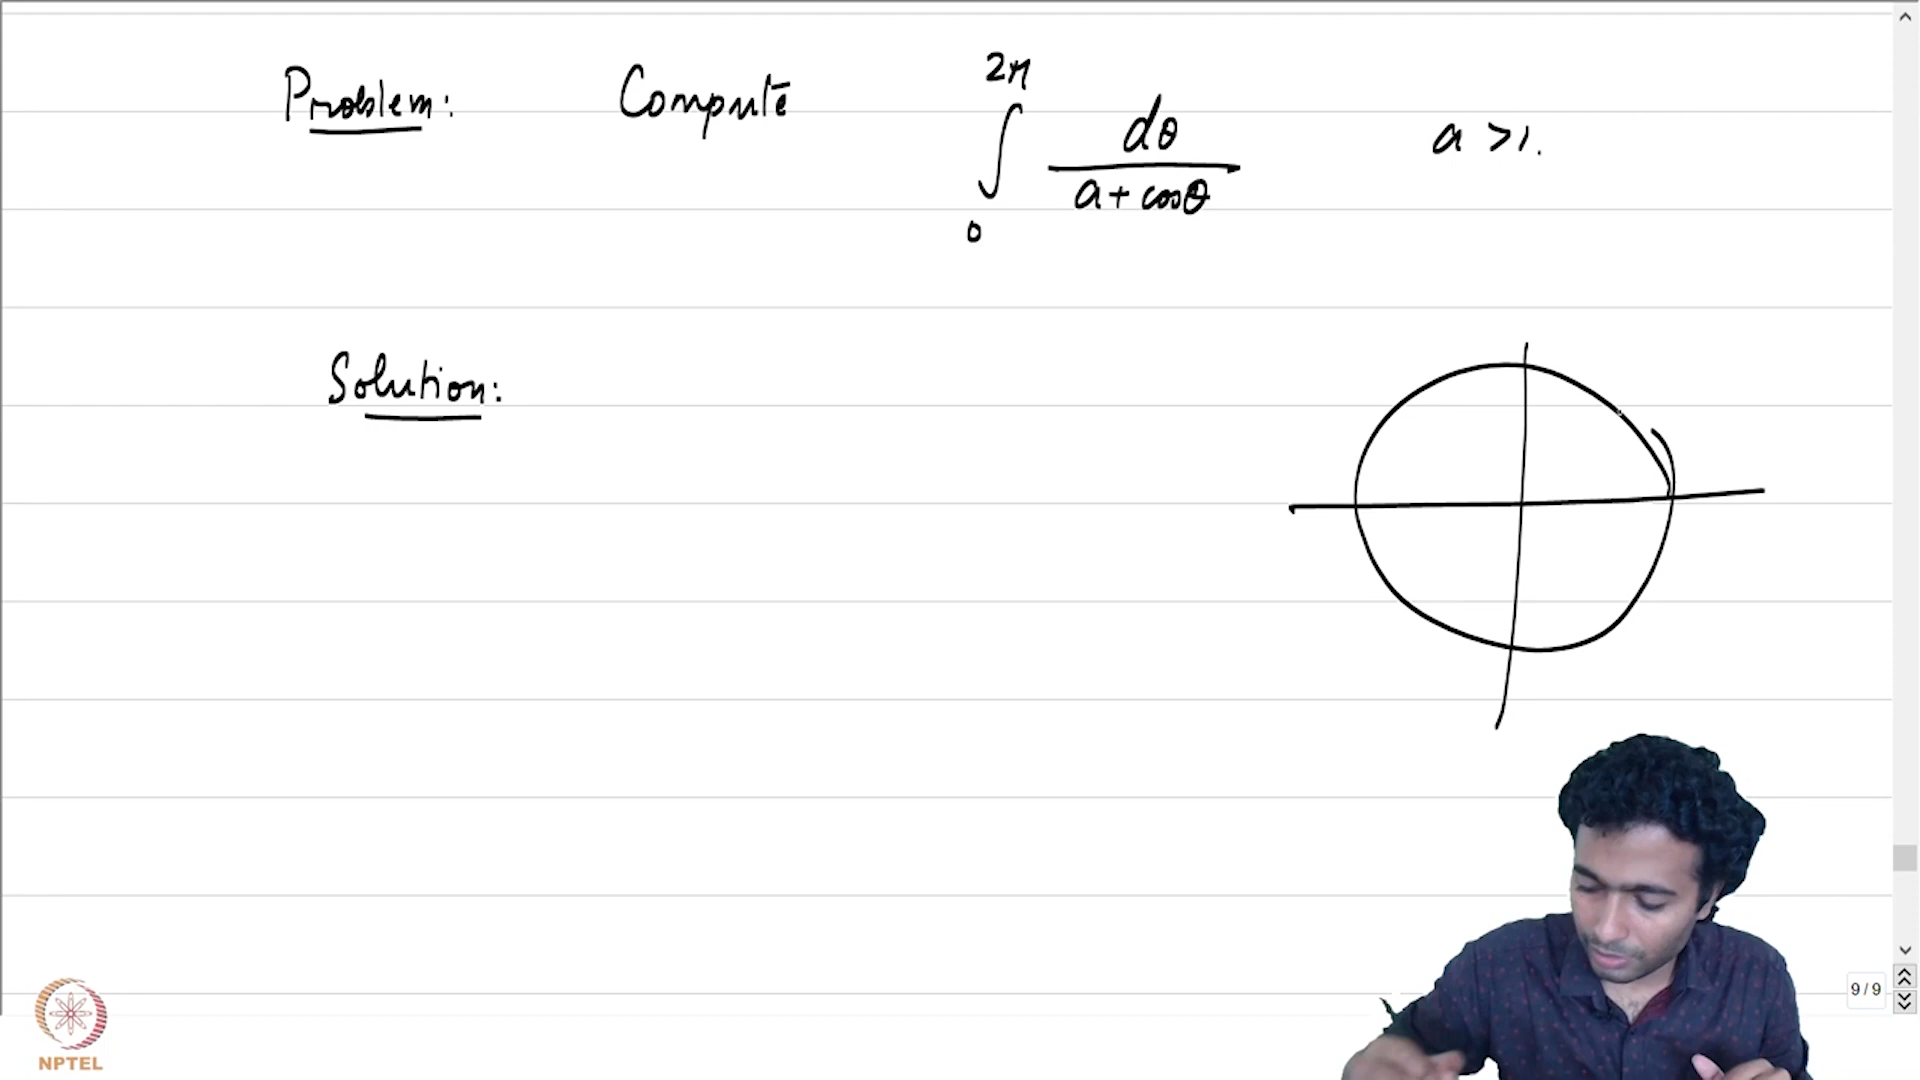 Problem: Compute ∫₀^{2π} dθ / (a + cosθ) a > 1.
Solution:
9 / 9
NPTEL